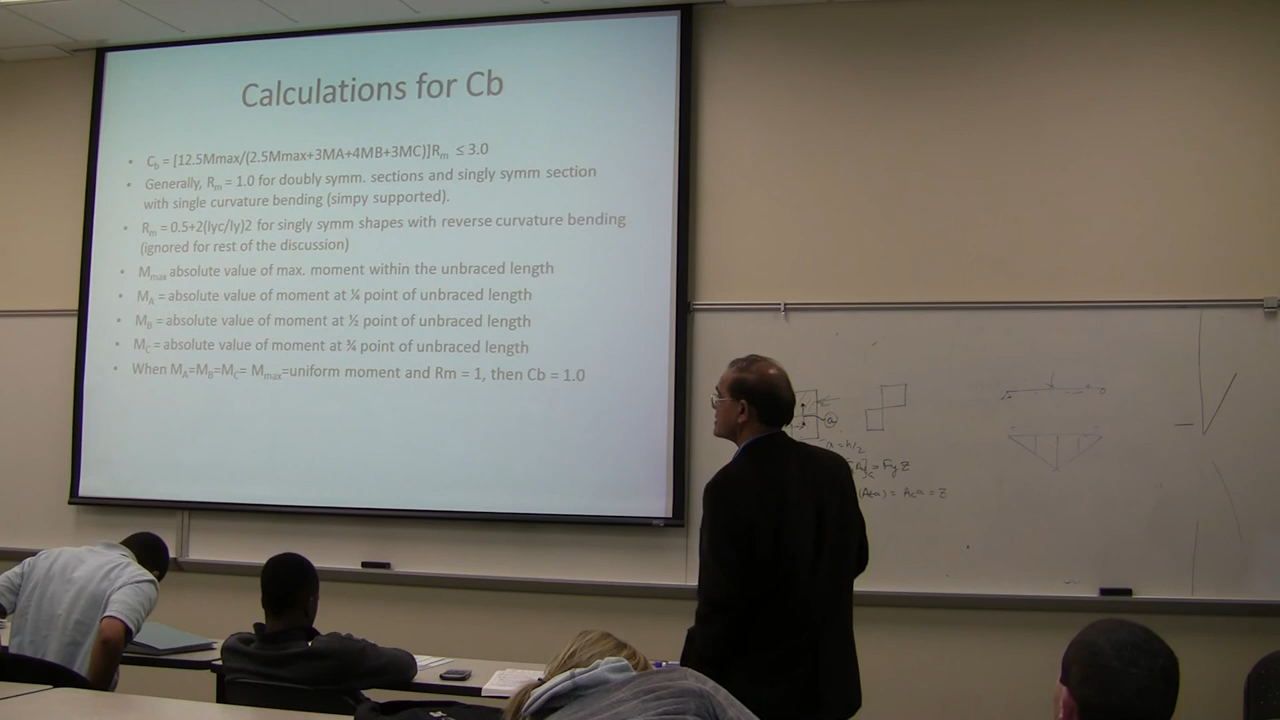 Calculations for Cb
• Cb = [12.5Mmax/(2.5Mmax+3MA+4MB+3MC)]Rm ≤ 3.0
• Generally, Rm = 1.0 for doubly symm. sections and singly symm section
with single curvature bending (simpy supported).
• Rm = 0.5+2(Iyc/Iy)2 for singly symm shapes with reverse curvature bending
(ignored for rest of the discussion)
• Mmax absolute value of max. moment within the unbraced length
• MA = absolute value of moment at ¼ point of unbraced length
• MB = absolute value of moment at ½ point of unbraced length
• MC = absolute value of moment at ¾ point of unbraced length
• When MA=MB=MC= Mmax=uniform moment and Rm = 1, then Cb = 1.0
a
= h/2
= Fy Z
= Z